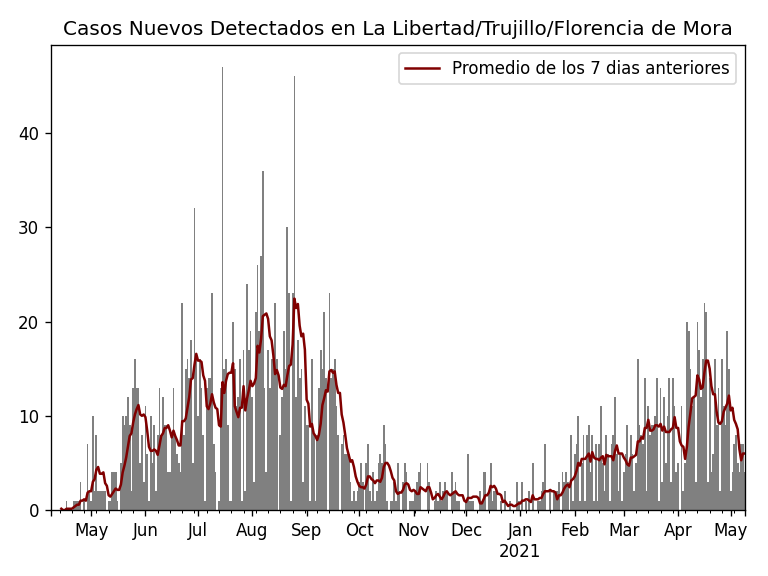 Casos Nuevos Detectados en La Libertad/Trujillo/Florencia de Mora
Promedio de los 7 dias anteriores
40
30
20
10
0
May Jun Jul Aug Sep Oct Nov Dec Jan Feb Mar Apr May
2021